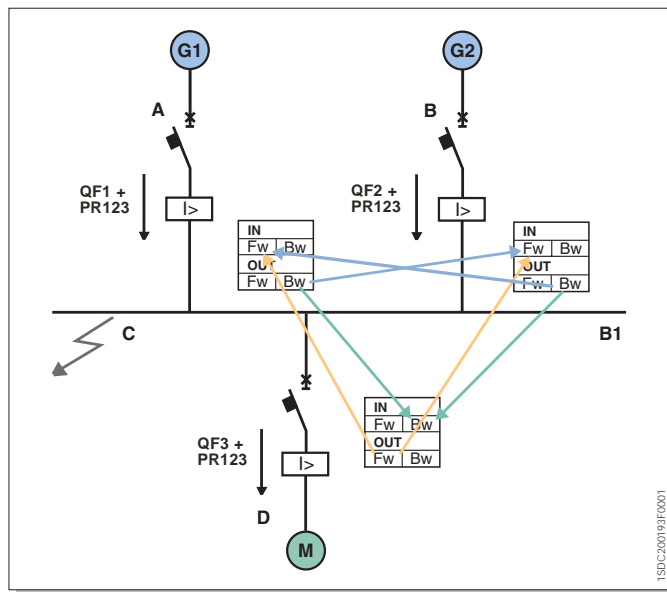 G1
G2
A
B
QF1 +
PR123
I>
QF2 +
PR123
I>
IN
Fw Bw
OUT
Fw Bw
IN
Fw Bw
OUT
Fw Bw
C
B1
QF3 +
PR123
I>
IN
Fw Bw
OUT
Fw Bw
D
M
1SDC200193F0001